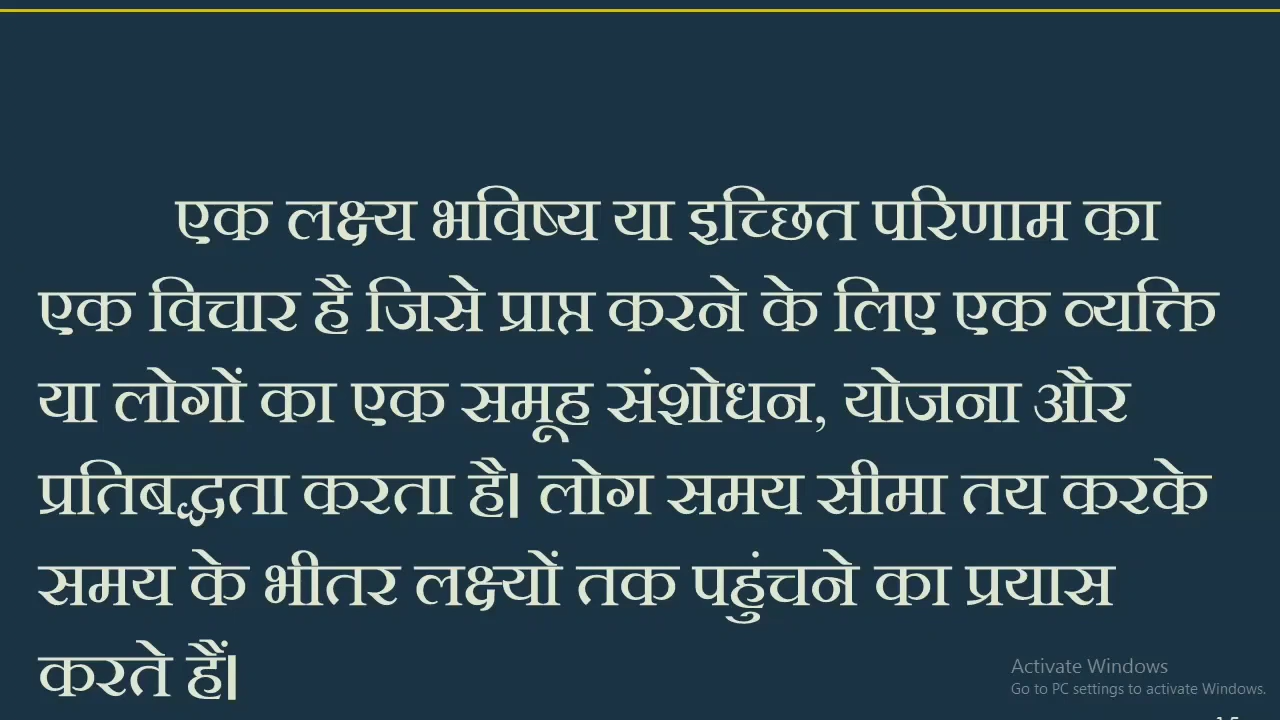 एक लक्ष्य भविष्य या इच्छित परिणाम का
एक विचार है जिसे प्राप्त करने के लिए एक व्यक्ति
या लोगों का एक समूह संशोधन, योजना और
प्रतिबद्धता करता है। लोग समय सीमा तय करके
समय के भीतर लक्ष्यों तक पहुंचने का प्रयास
करते हैं।
Activate Windows
Go to PC settings to activate Windows.